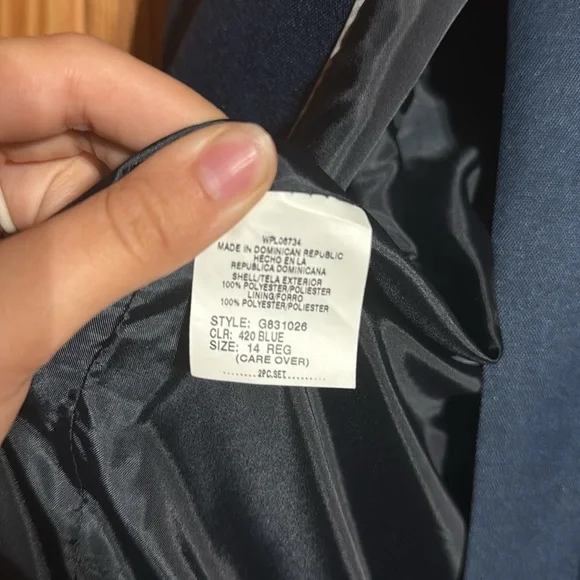 WPL06734
MADE IN DOMINICAN REPUBLIC
HECHO EN LA
REPUBLICA DOMINICANA
SHELL/TELA EXTERIOR
100% POLYESTER/POLIESTER
LINING/FORRO
100% POLYESTER/POLIESTER
STYLE: G831026
CLR: 420 BLUE
SIZE: 14 REG
(CARE OVER)
........2PC.SET..........